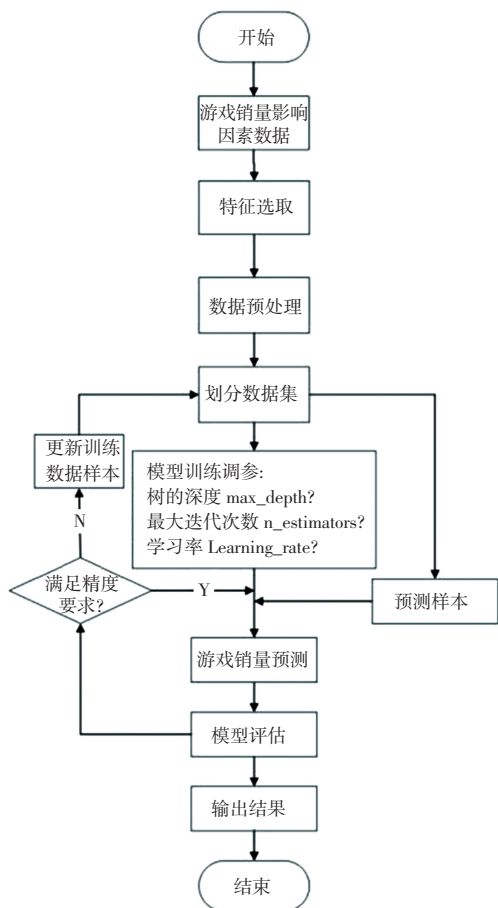 开始
游戏销量影响
因素数据
特征选取
数据预处理
划分数据集
更新训练
数据样本
模型训练调参:
树的深度 max_depth?
最大迭代次数 n_estimators?
学习率 Learning_rate?
N
满足精度
要求?
Y
预测样本
游戏销量预测
模型评估
输出结果
结束